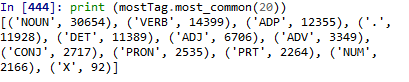 In [444]: print (mostTag.most_common(20))
[('NOUN', 30654), ('VERB', 14399), ('ADP', 12355), ('.',
11928), ('DET', 11389), ('ADJ', 6706), ('ADV', 3349),
('CONJ', 2717), ('PRON', 2535), ('PRT', 2264), ('NUM',
2166), ('X', 92)]